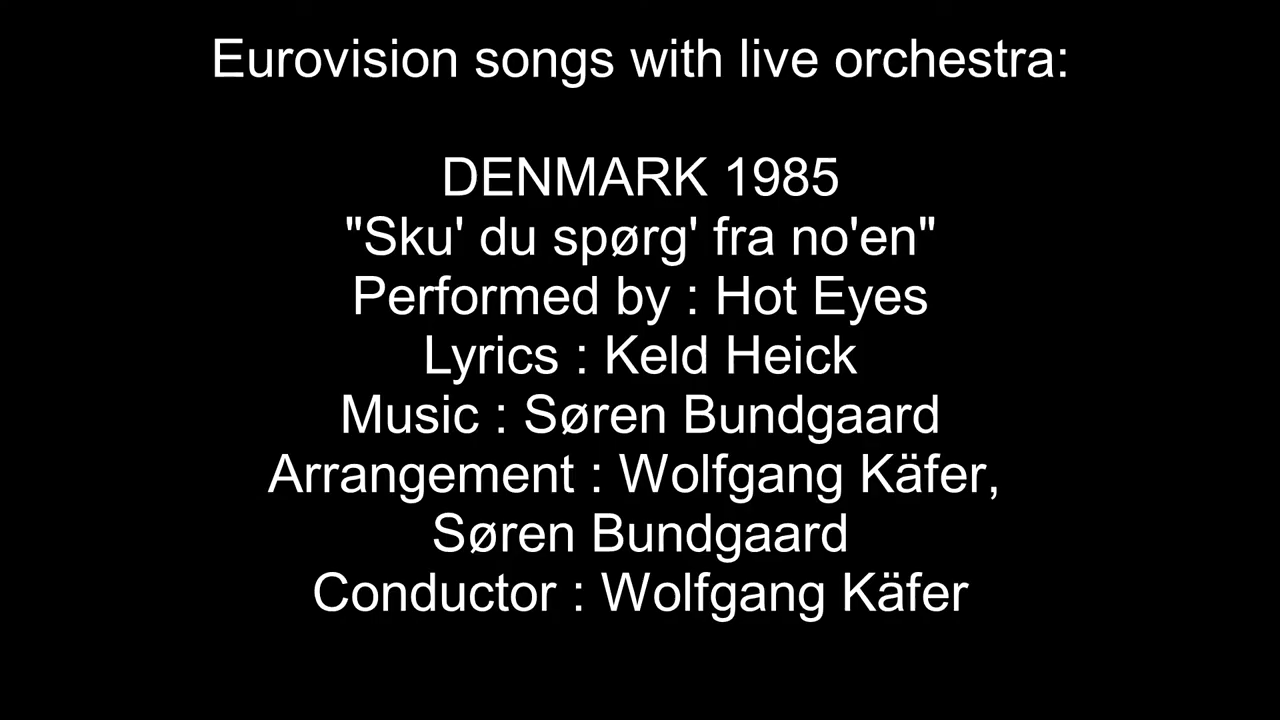 Eurovision songs with live orchestra:
DENMARK 1985
"Sku' du spørg' fra no'en"
Performed by : Hot Eyes
Lyrics : Keld Heick
Music : Søren Bundgaard
Arrangement : Wolfgang Käfer,
Søren Bundgaard
Conductor : Wolfgang Käfer